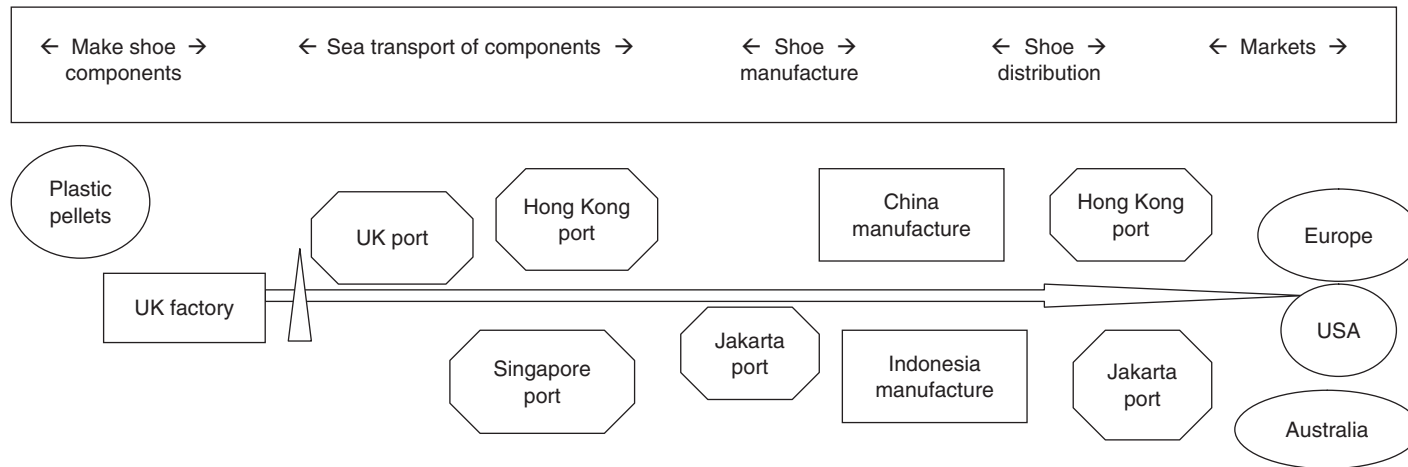 ← Make shoe →
components
← Sea transport of components →
← Shoe →
manufacture
← Shoe →
distribution
← Markets →
Plastic
pellets
UK factory
UK port
Hong Kong
port
Singapore
port
Jakarta
port
China
manufacture
Indonesia
manufacture
Hong Kong
port
Jakarta
port
Europe
USA
Australia